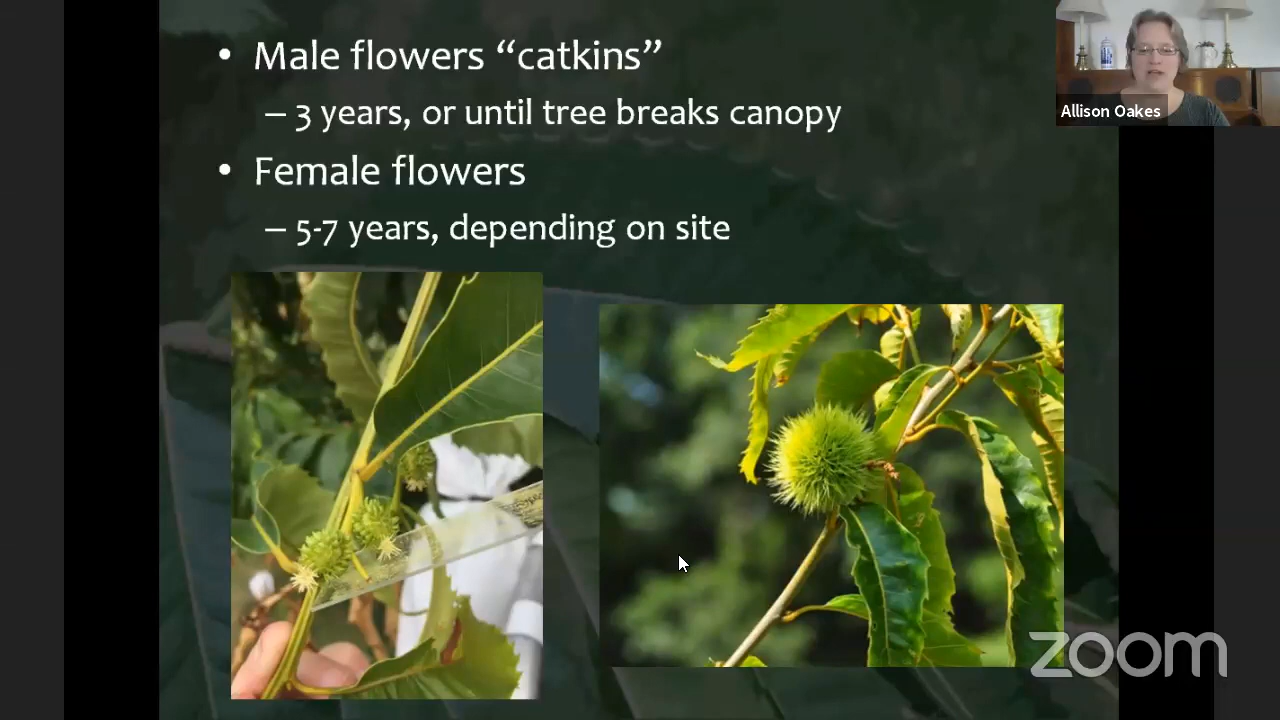 • Male flowers “catkins”
– 3 years, or until tree breaks canopy
• Female flowers
– 5-7 years, depending on site
Allison Oakes
zoom